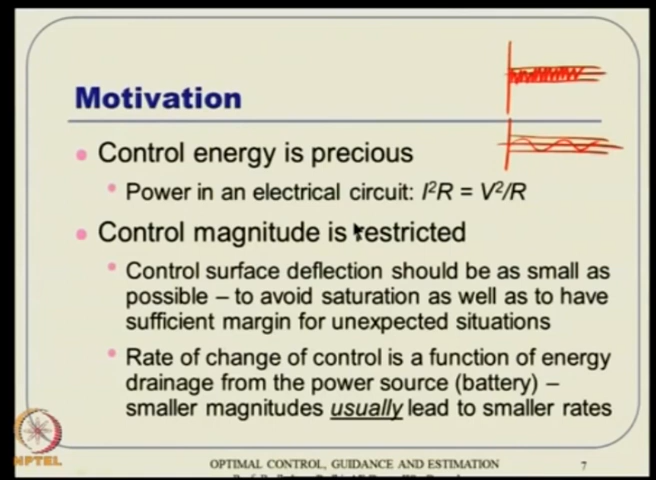 Motivation
Control energy is precious
Power in an electrical circuit: I²R = V²/R
Control magnitude is restricted
Control surface deflection should be as small as
possible – to avoid saturation as well as to have
sufficient margin for unexpected situations
Rate of change of control is a function of energy
drainage from the power source (battery) –
smaller magnitudes usually lead to smaller rates
NPTEL
OPTIMAL CONTROL, GUIDANCE AND ESTIMATION
7